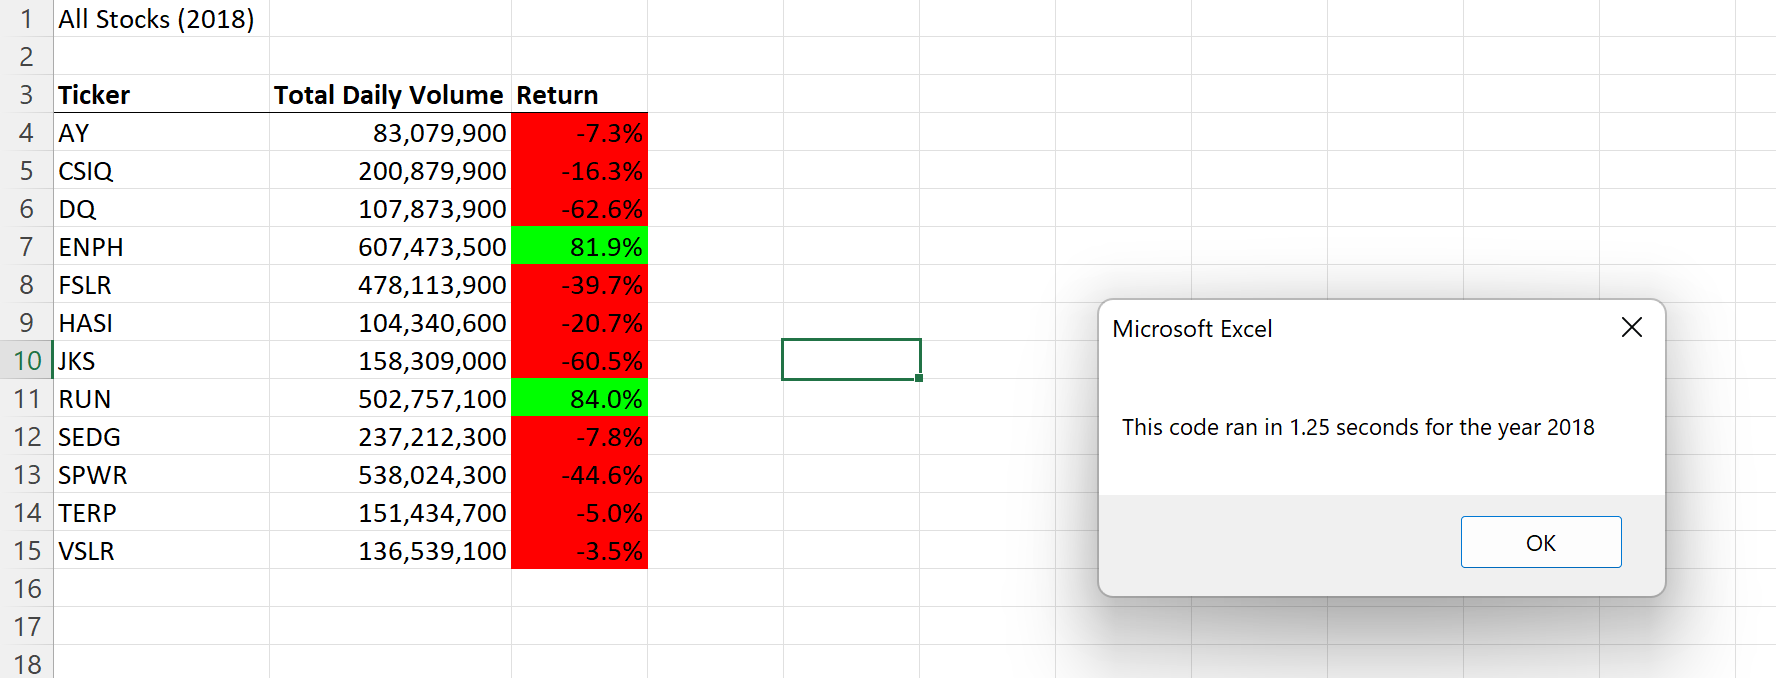 1 All Stocks (2018)
2
3 Ticker Total Daily Volume Return
4 AY 83,079,900 -7.3%
5 CSIQ 200,879,900 -16.3%
6 DQ 107,873,900 -62.6%
7 ENPH 607,473,500 81.9%
8 FSLR 478,113,900 -39.7%
9 HASI 104,340,600 -20.7%
10 JKS 158,309,000 -60.5%
11 RUN 502,757,100 84.0%
12 SEDG 237,212,300 -7.8%
13 SPWR 538,024,300 -44.6%
14 TERP 151,434,700 -5.0%
15 VSLR 136,539,100 -3.5%
16
17
18
Microsoft Excel
This code ran in 1.25 seconds for the year 2018
OK